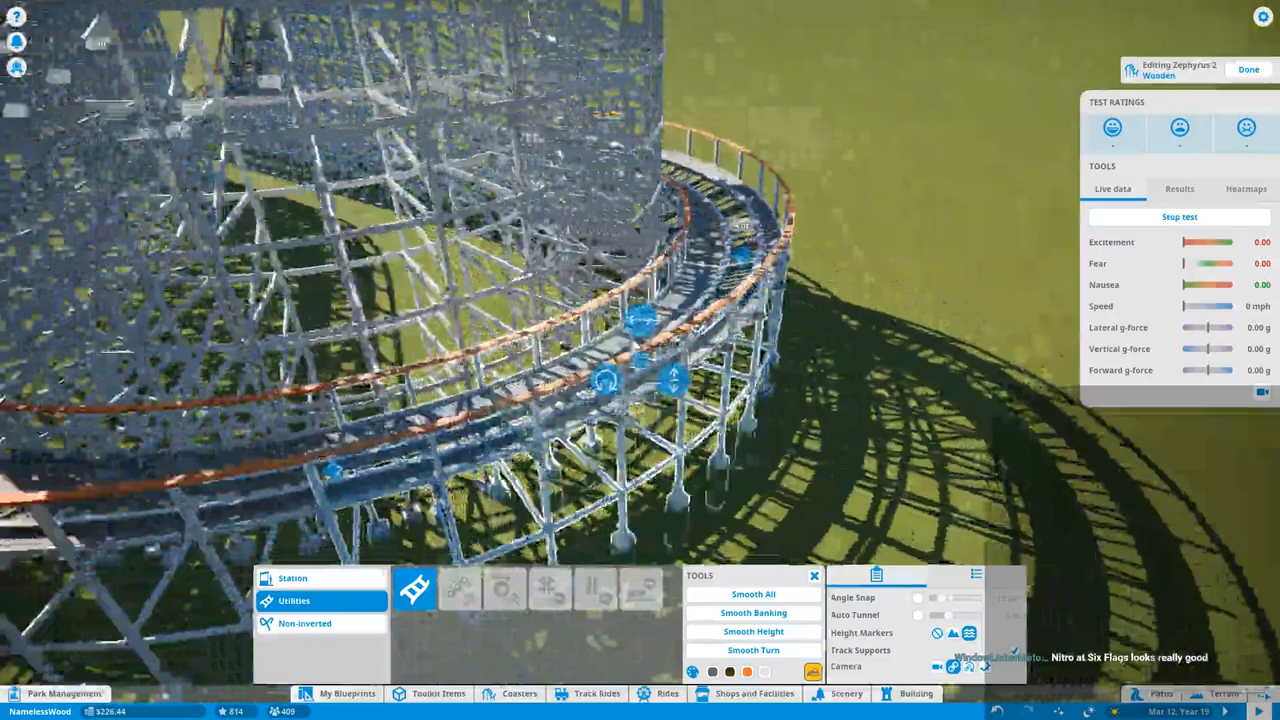 ?
Editing Zephyrus 2
Wooden
Done
TEST RATINGS
-
-
-
TOOLS
Live data
Results
Heatmaps
Stop test
Excitement 0.00
Fear 0.00
Nausea 0.00
Speed 0 mph
Lateral g-force 0.00 g
Vertical g-force 0.00 g
Forward g-force 0.00 g
Station
Utilities
Non-inverted
TOOLS
Smooth All
Smooth Banking
Smooth Height
Smooth Turn
Angle Snap
Auto Tunnel
Height Markers
Track Supports
Camera
Nitro at Six Flags looks really good
Park Management
My Blueprints
Toolkit Items
Coasters
Track Rides
Rides
Shops and Facilities
Scenery
Building
Paths
Terrain
NamelessWood
$226.44
814
409
Mar 12, Year 19